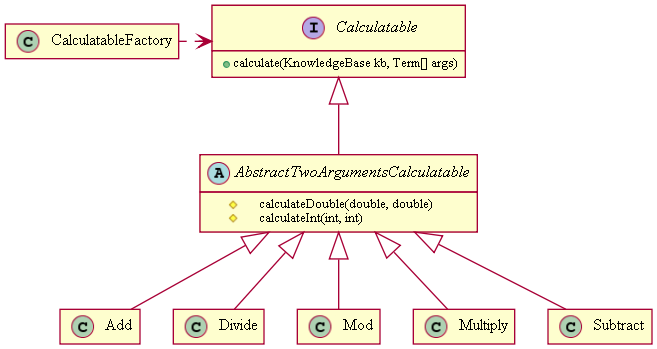 I Calculatable
C CalculatableFactory
calculate(KnowledgeBase kb, Term[] args)
A AbstractTwoArgumentsCalculatable
calculateDouble(double, double)
calculateInt(int, int)
C Add
C Divide
C Mod
C Multiply
C Subtract